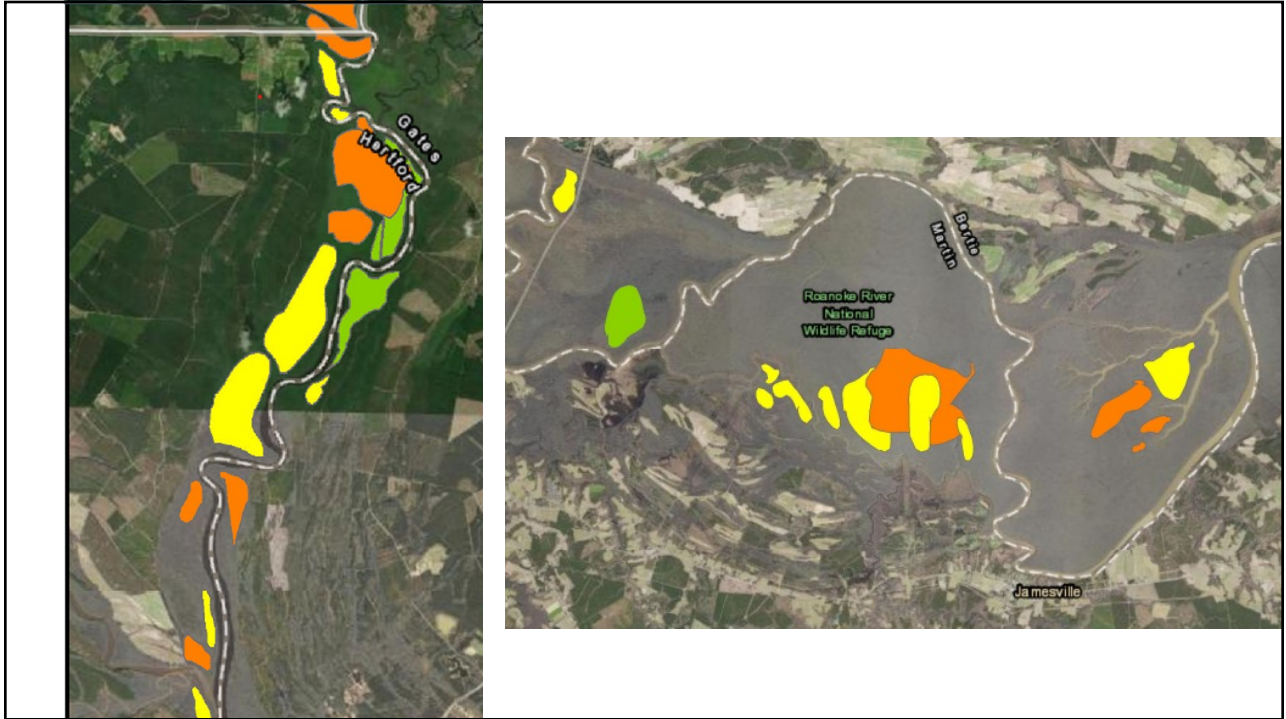 Gates
Hertford
Bertie
Martin
Roanoke River
National
Wildlife Refuge
Jamesville